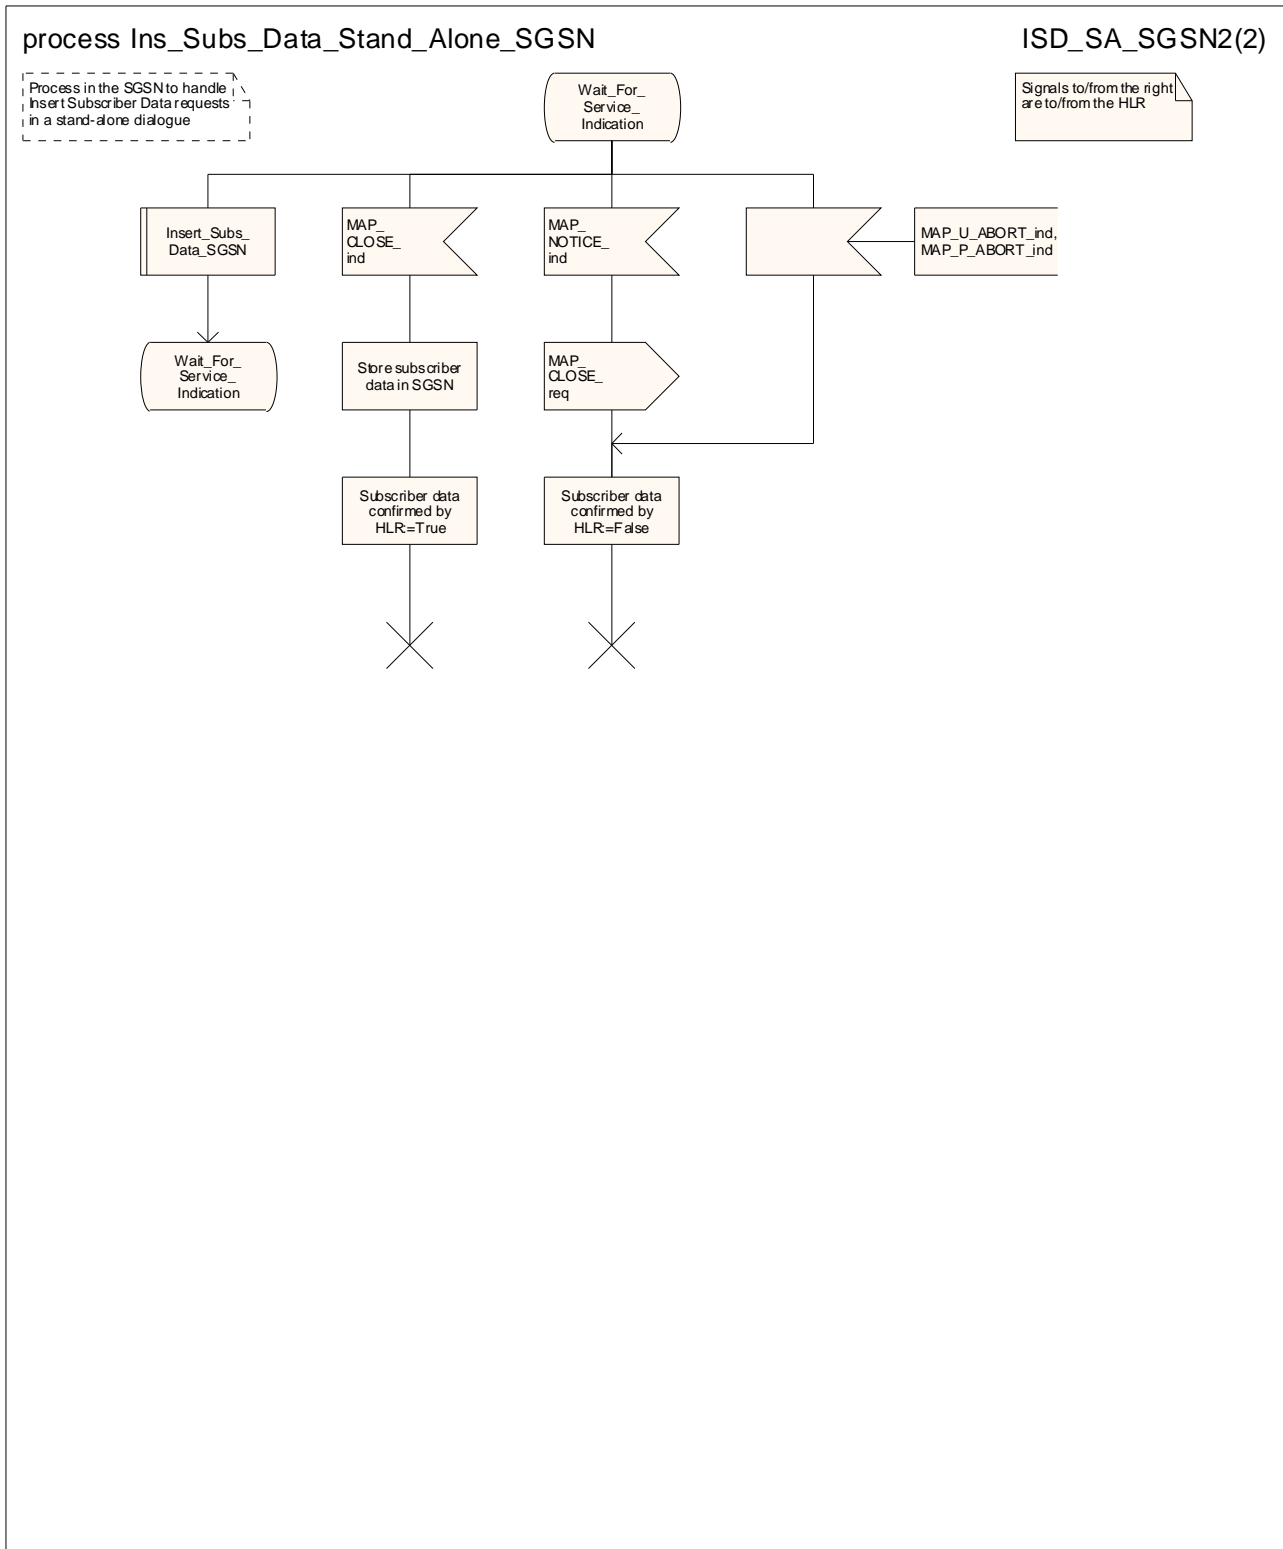 process Ins_Subs_Data_Stand_Alone_SGSN
ISD_SA_SGSN2(2)
Process in the SGSN to handle
Insert Subscriber Data requests
in a stand-alone dialogue
Wait_For_
Service_
Indication
Signals to/from the right
are to/from the HLR
Insert_Subs_
Data_SGSN
MAP_
CLOSE_
ind
MAP_
NOTICE_
ind
MAP_U_ABORT_ind,
MAP_P_ABORT_ind
Wait_For_
Service_
Indication
Store subscriber
data in SGSN
MAP_
CLOSE_
req
Subscriber data
confirmed by
HLR:=True
Subscriber data
confirmed by
HLR:=False